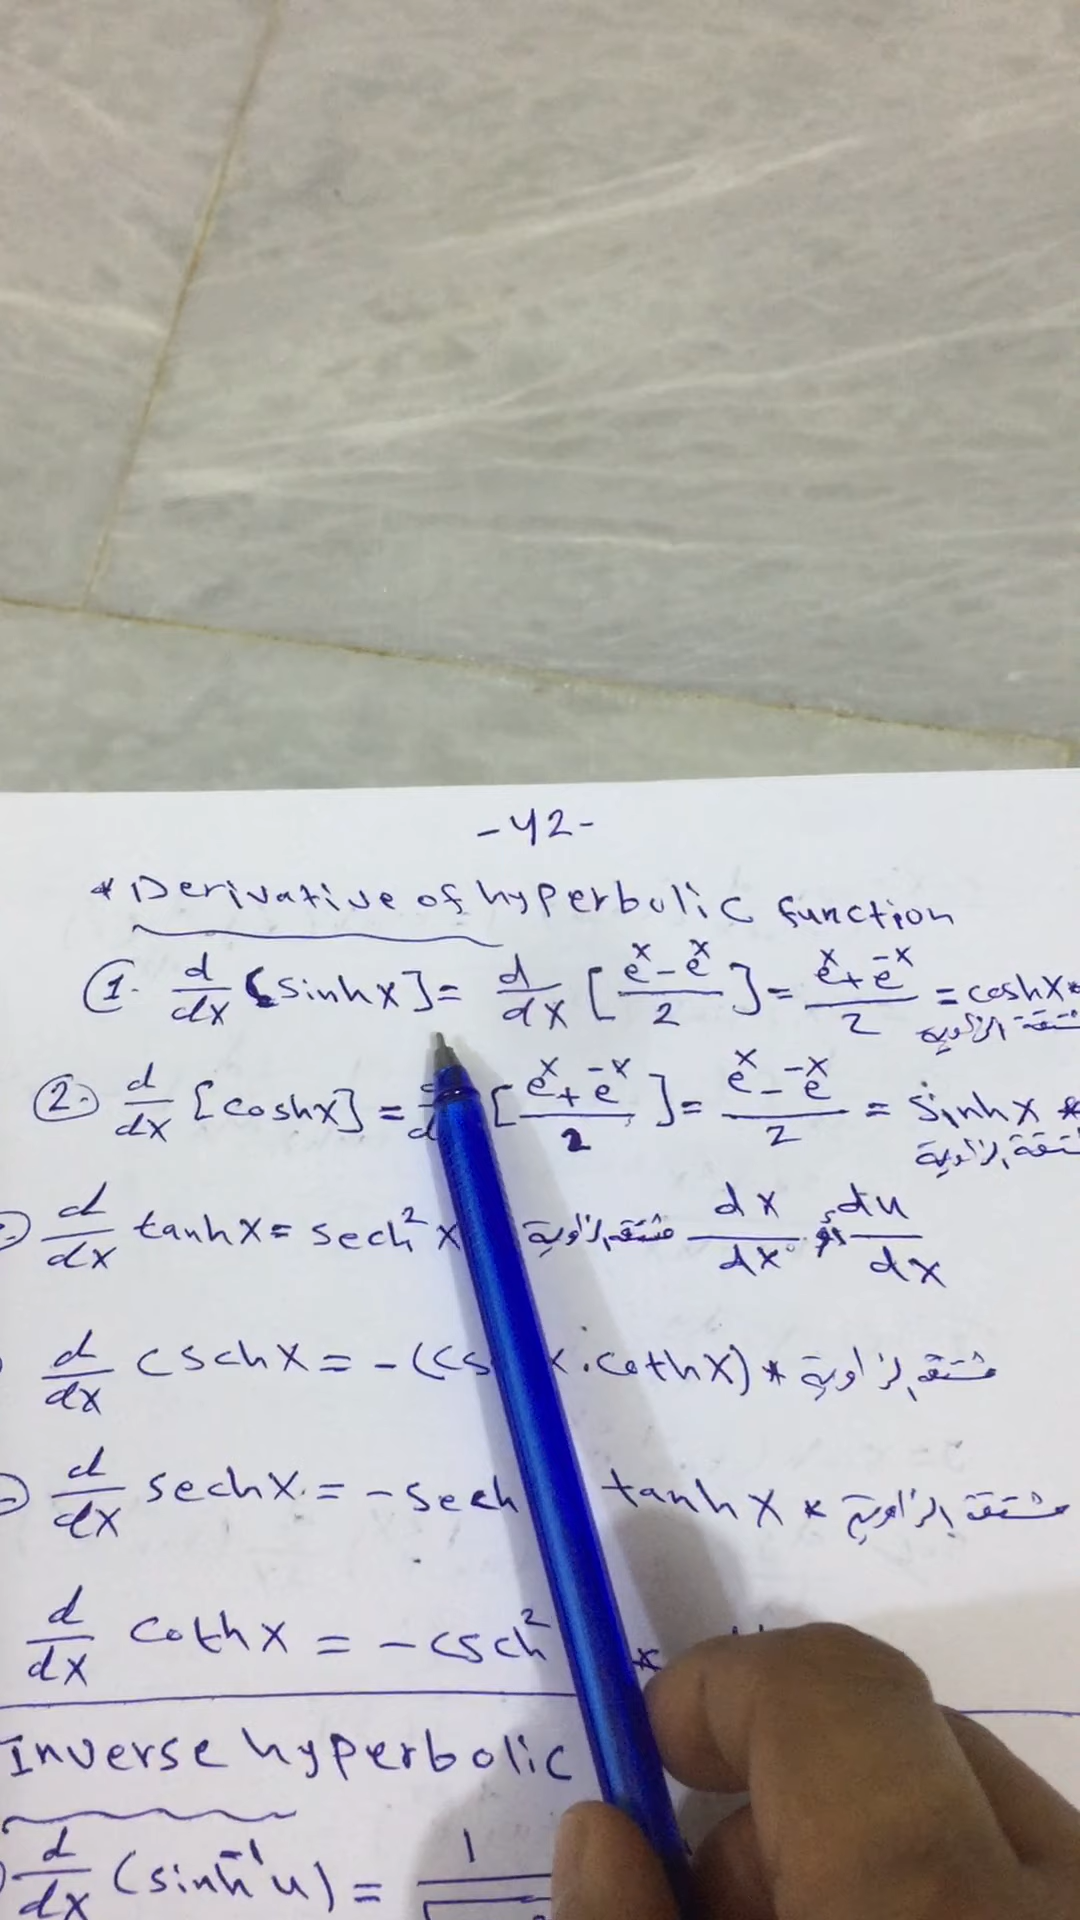 -42-
* Derivative of hyperbolic function
①. d/dx [sinhx] = d/dx [(e^x - e^x)/2] = (e^x + e^-x)/2 = coshx *
مشتقة الزاوية
②. d/dx [coshx] = d [(e^x + e^-x)/2] = (e^x - e^-x)/2 = sinhx *
مشتقة الزاوية
d/dx tanhx = sech²x مشتقة الزاوية dx/dx أو du/dx
d/dx cschx = -(cs x . cothx) * مشتقة الزاوية
d/dx sechx = -sech tanhx * مشتقة الزاوية
d/dx cothx = -csch² *
Inverse hyperbolic
d/dx (sinh^-1 u) = 1